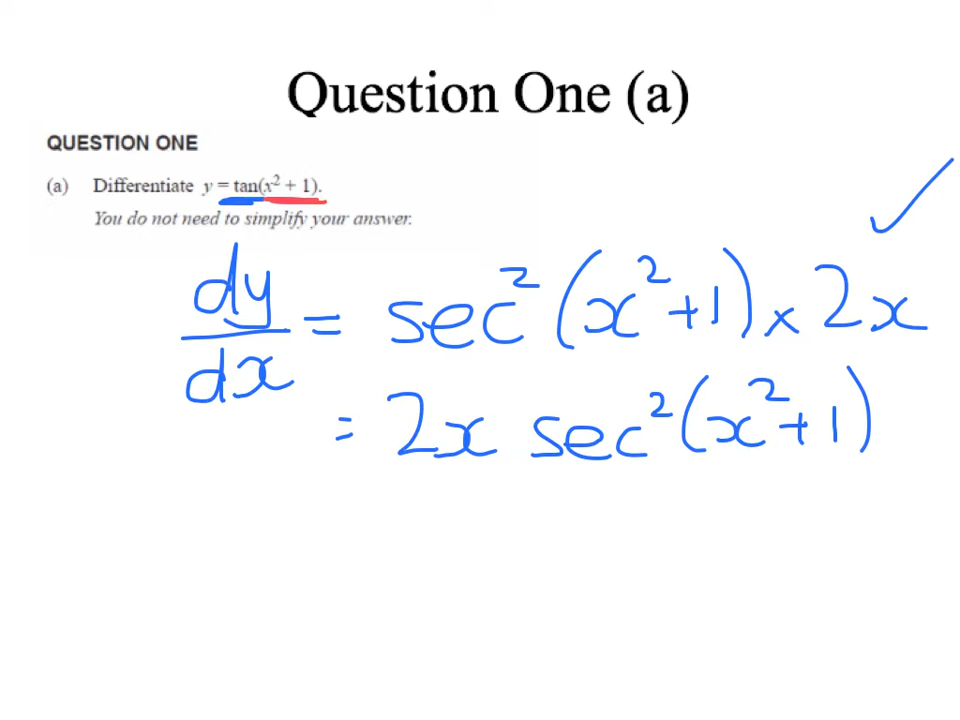 Question One (a)
QUESTION ONE
(a) Differentiate y = tan(x² + 1).
You do not need to simplify your answer.
dy/dx = sec²(x²+1) × 2x
= 2x sec²(x²+1)